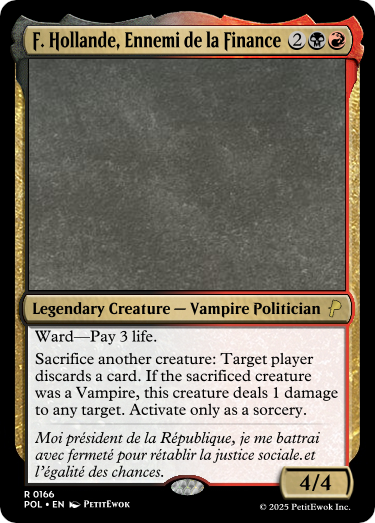 F. Hollande, Ennemi de la Finance 2
Legendary Creature — Vampire Politician
Ward—Pay 3 life.
Sacrifice another creature: Target player
discards a card. If the sacrificed creature
was a Vampire, this creature deals 1 damage
to any target. Activate only as a sorcery.
Moi président de la République, je me battrai
avec fermeté pour rétablir la justice sociale.et
l'égalité des chances.
4/4
R 0166
POL • EN PetitEwok
© 2025 PetitEwok Inc.